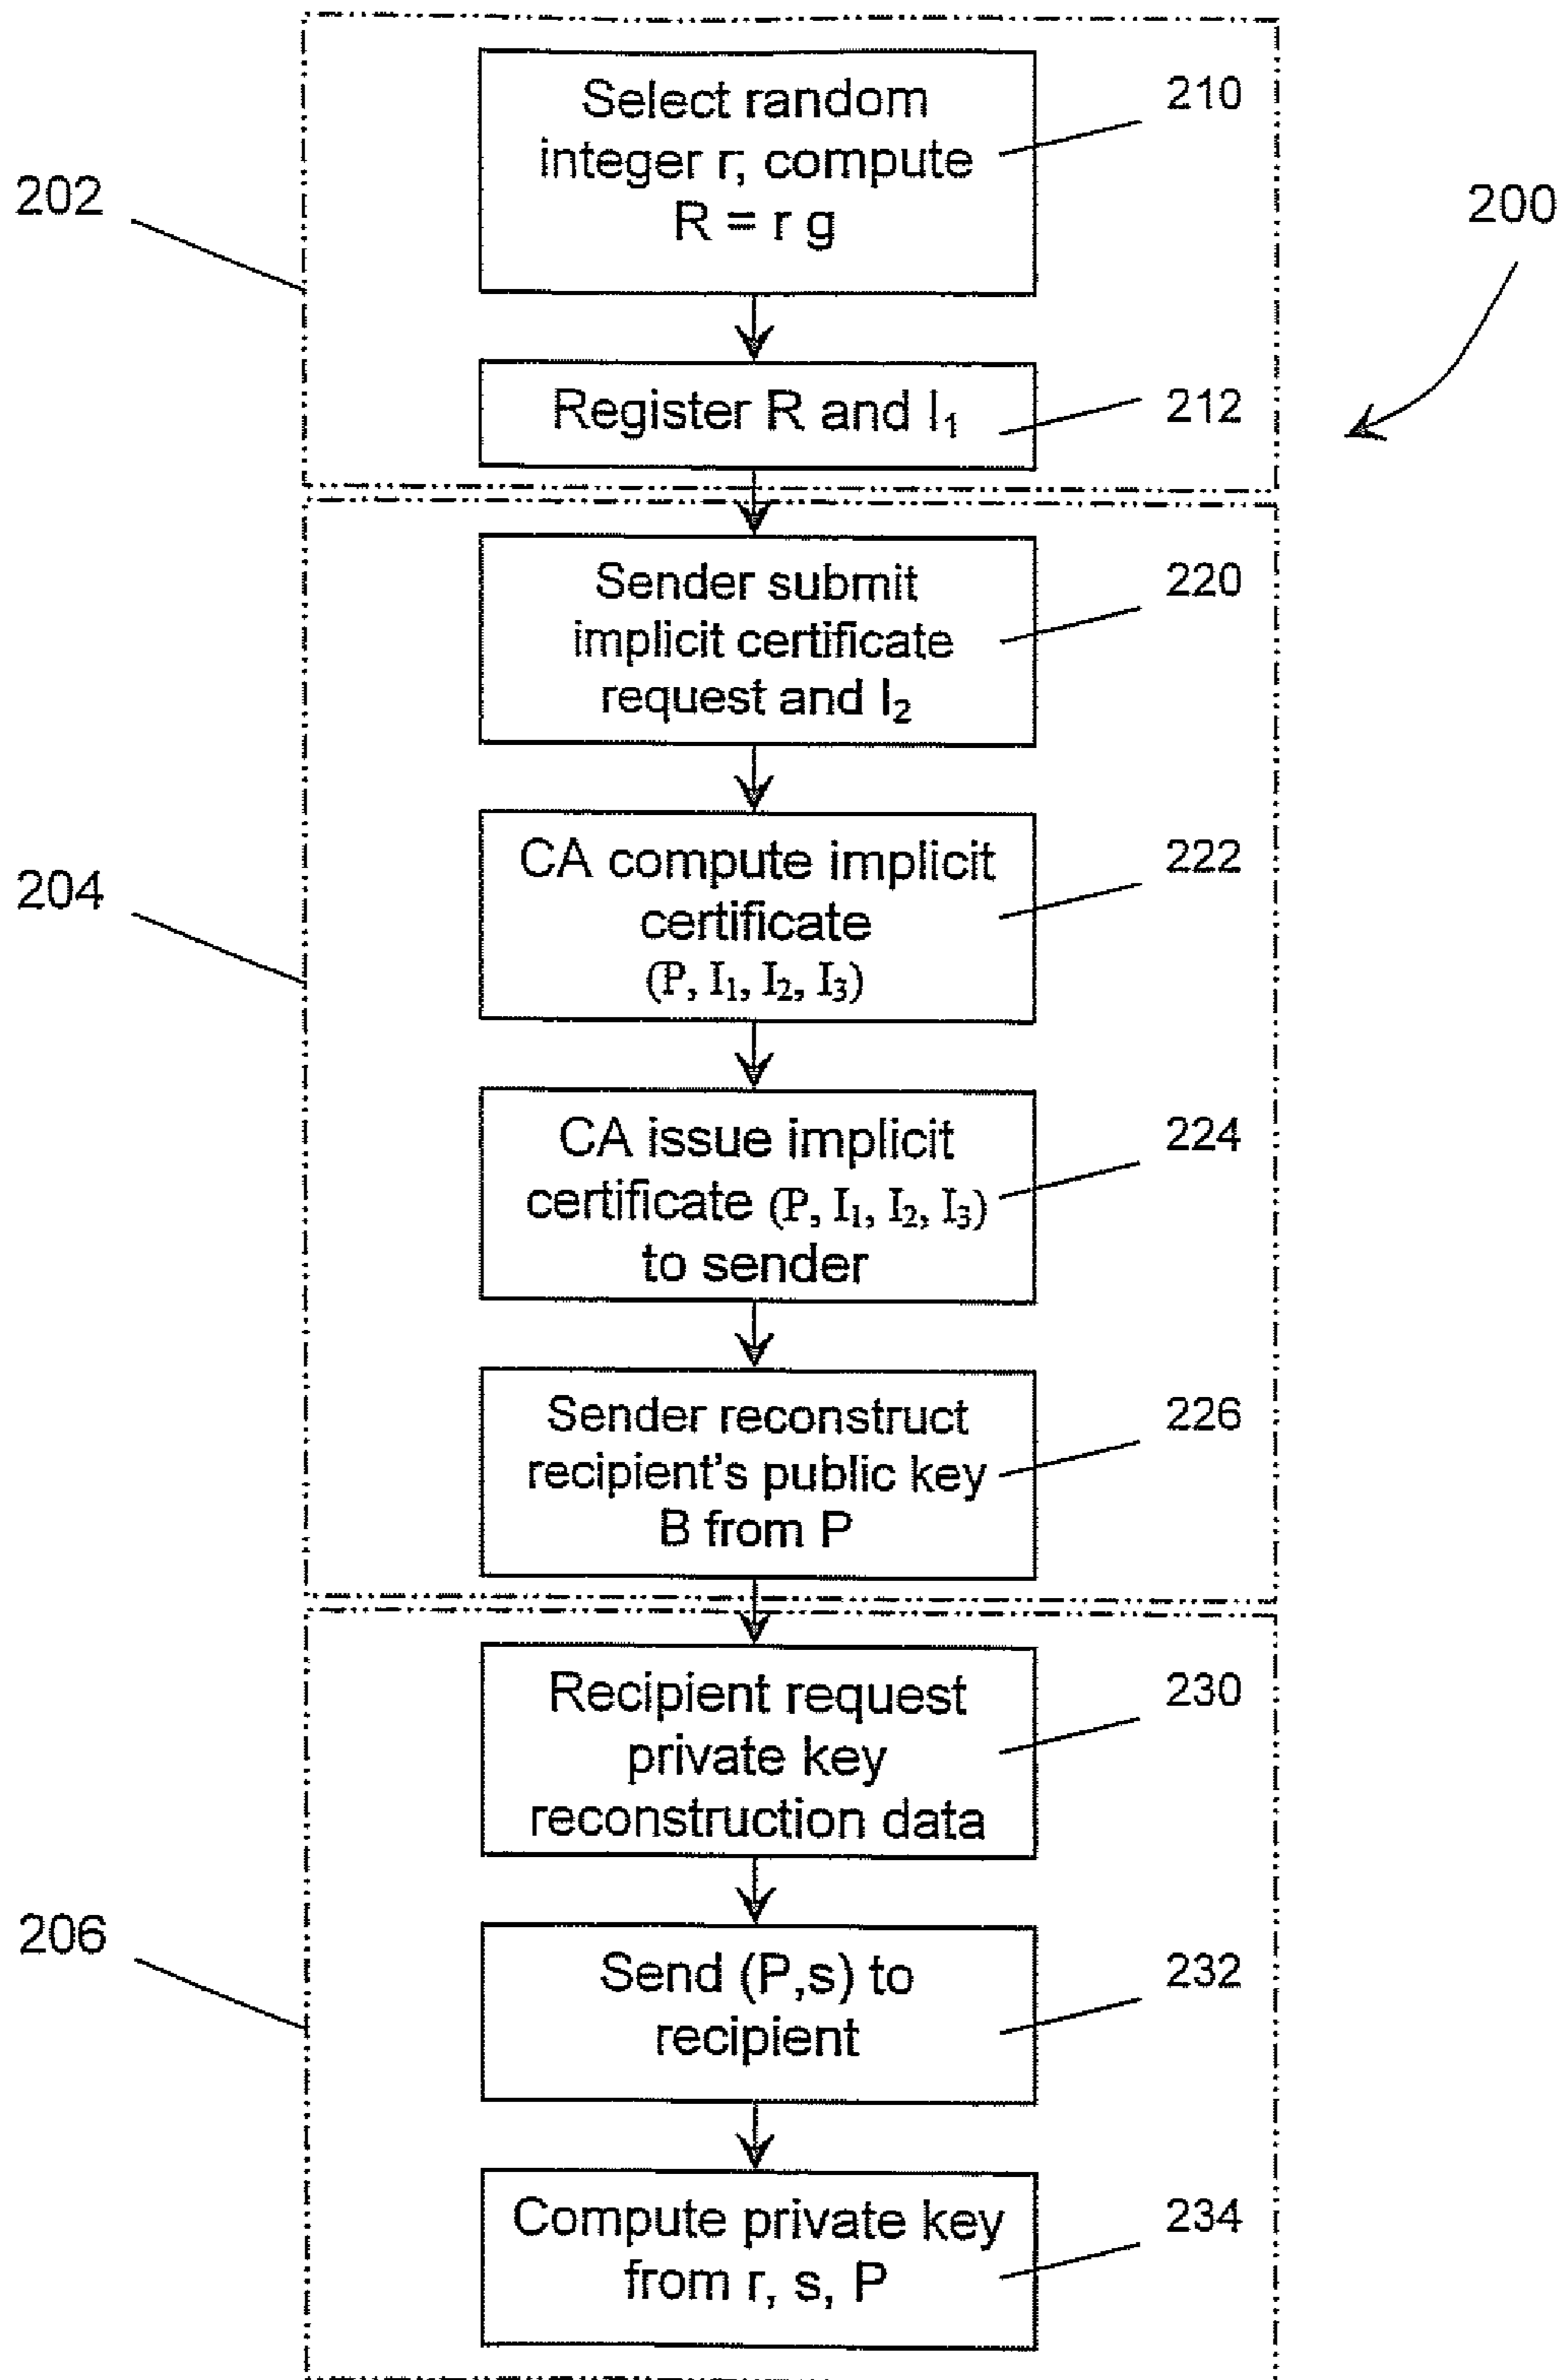 Select random
integer r; compute
R = r g
210
202
200
Register R and I₁
212
Sender submit
implicit certificate
request and I₂
220
CA compute implicit
certificate
(P, I₁, I₂, I₃)
222
204
CA issue implicit
certificate (P, I₁, I₂, I₃)
to sender
224
Sender reconstruct
recipient's public key
B from P
226
Recipient request
private key
reconstruction data
230
Send (P,s) to
recipient
232
206
Compute private key
from r, s, P
234